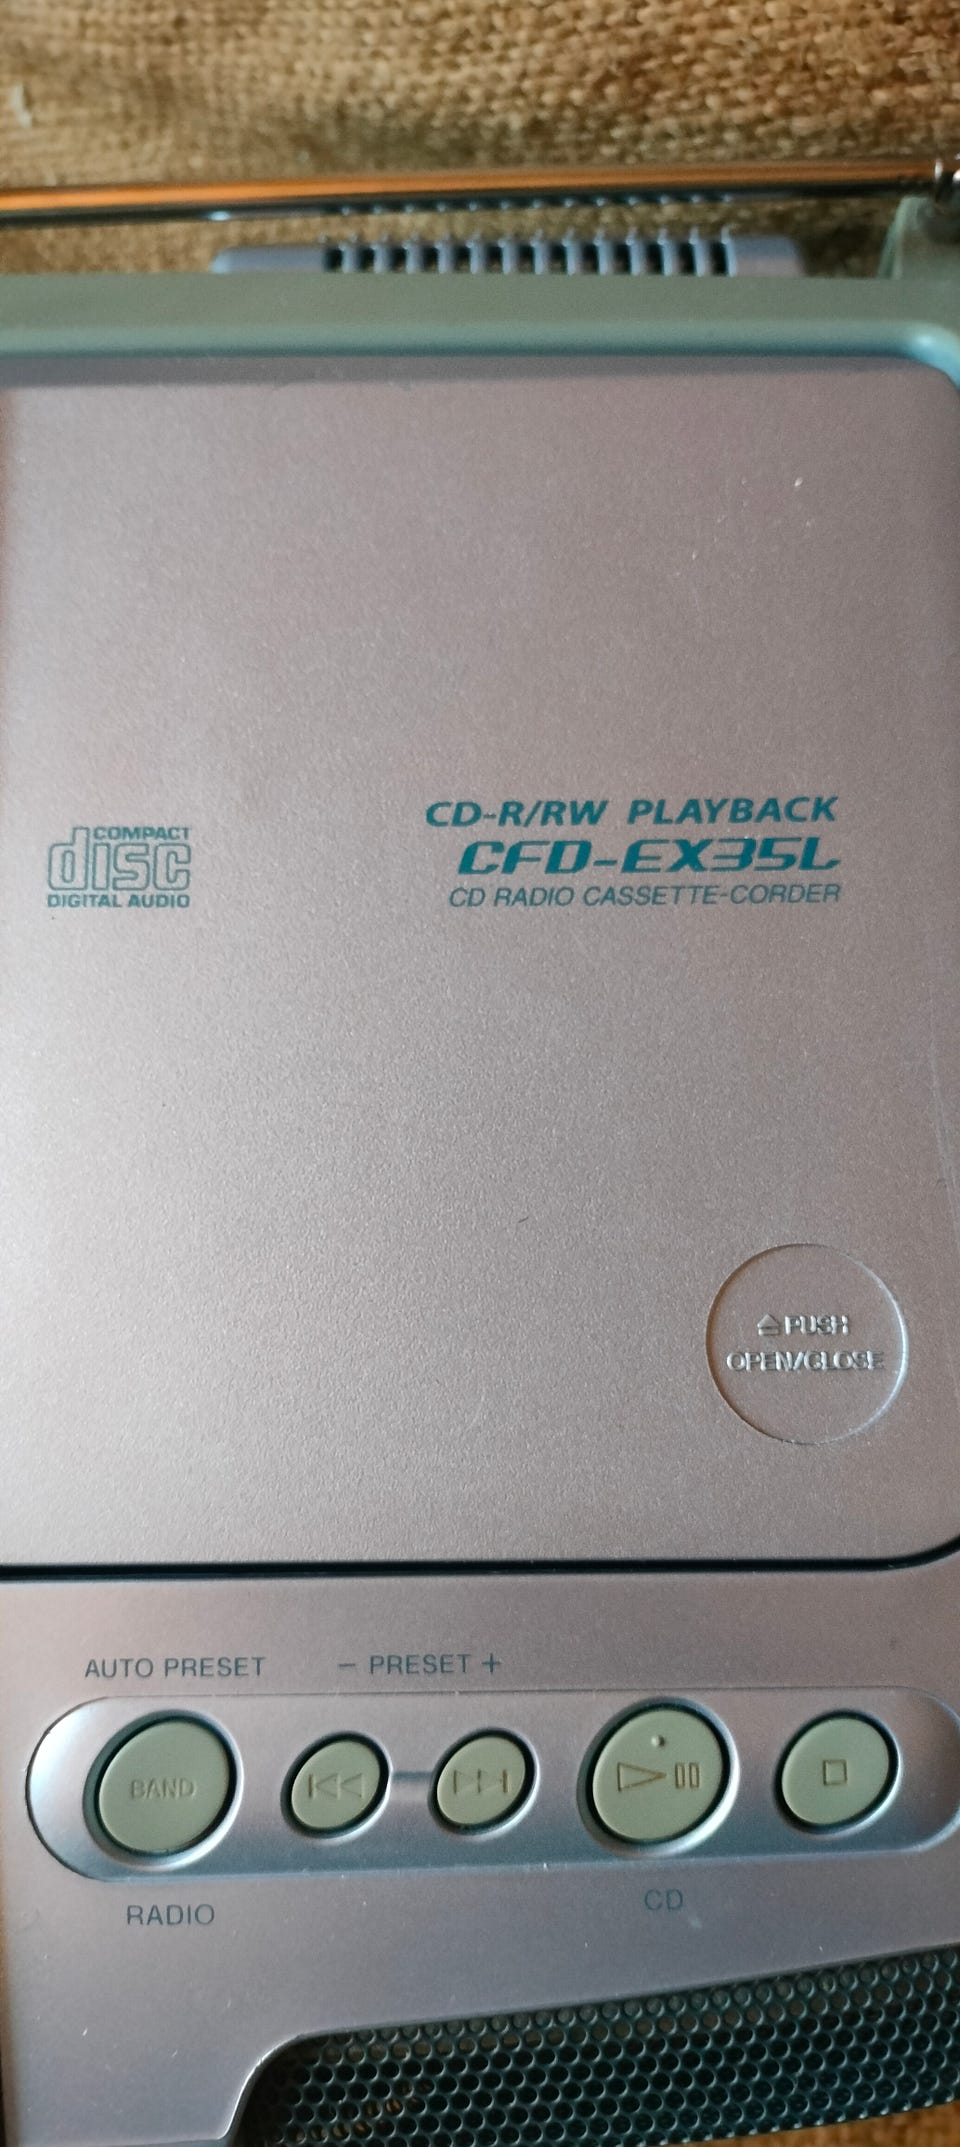 CD-R/RW PLAYBACK
COMPACT
disc
DIGITAL AUDIO
CFD-EX35L
CD RADIO CASSETTE-CORDER
PUSH
OPEN/CLOSE
AUTO PRESET
− PRESET +
BAND
RADIO
CD